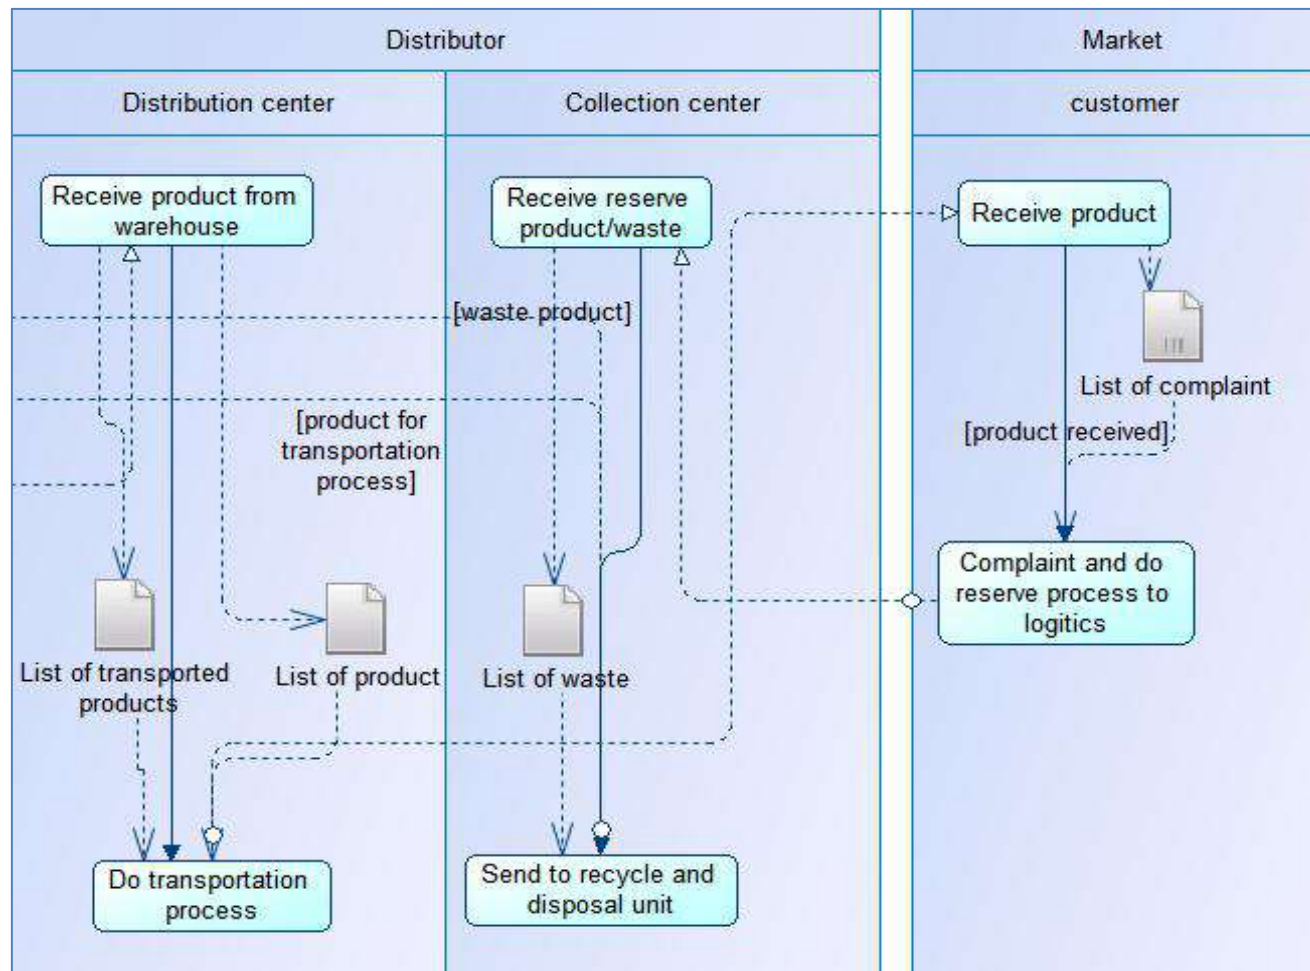 Distributor
Market
Distribution center
Collection center
customer
Receive product from
warehouse
Receive reserve
product/waste
Receive product
[waste product]
List of complaint
[product for
transportation
process]
[product received]
Complaint and do
reserve process to
logitics
List of transported
products
List of product
List of waste
Do transportation
process
Send to recycle and
disposal unit